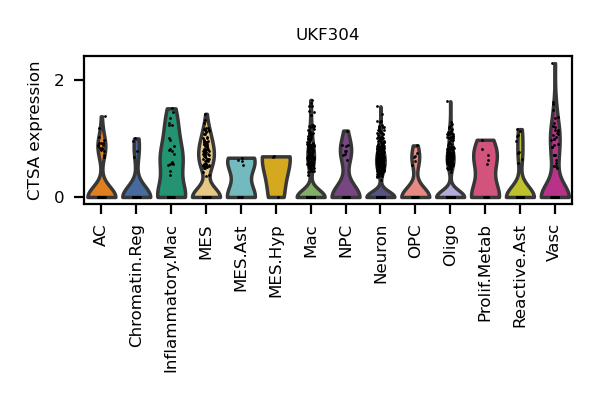 UKF304
CTSA expression
2
0
AC
Chromatin.Reg
Inflammatory.Mac
MES
MES.Ast
MES.Hyp
Mac
NPC
Neuron
OPC
Oligo
Prolif.Metab
Reactive.Ast
Vasc